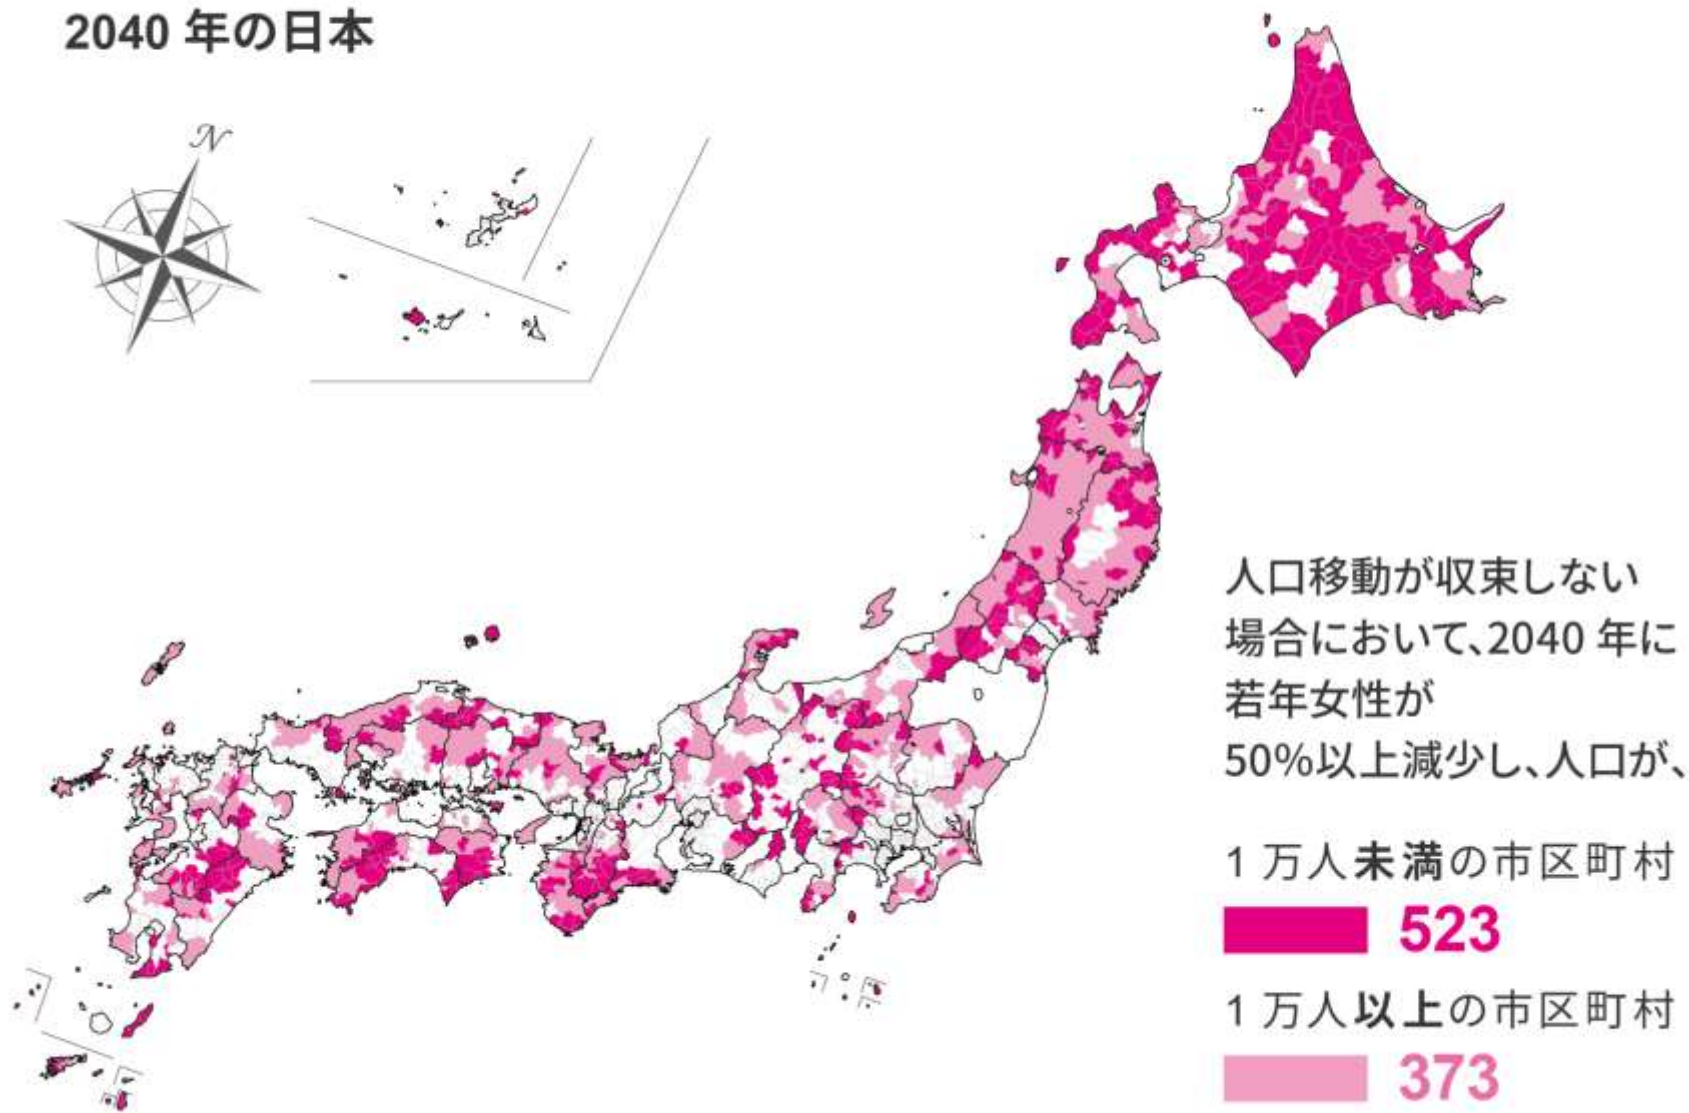 2040 年の日本
N
人口移動が収束しない
場合において、2040 年に
若年女性が
50%以上減少し、人口が、
1 万人未満の市区町村
523
1 万人以上の市区町村
373